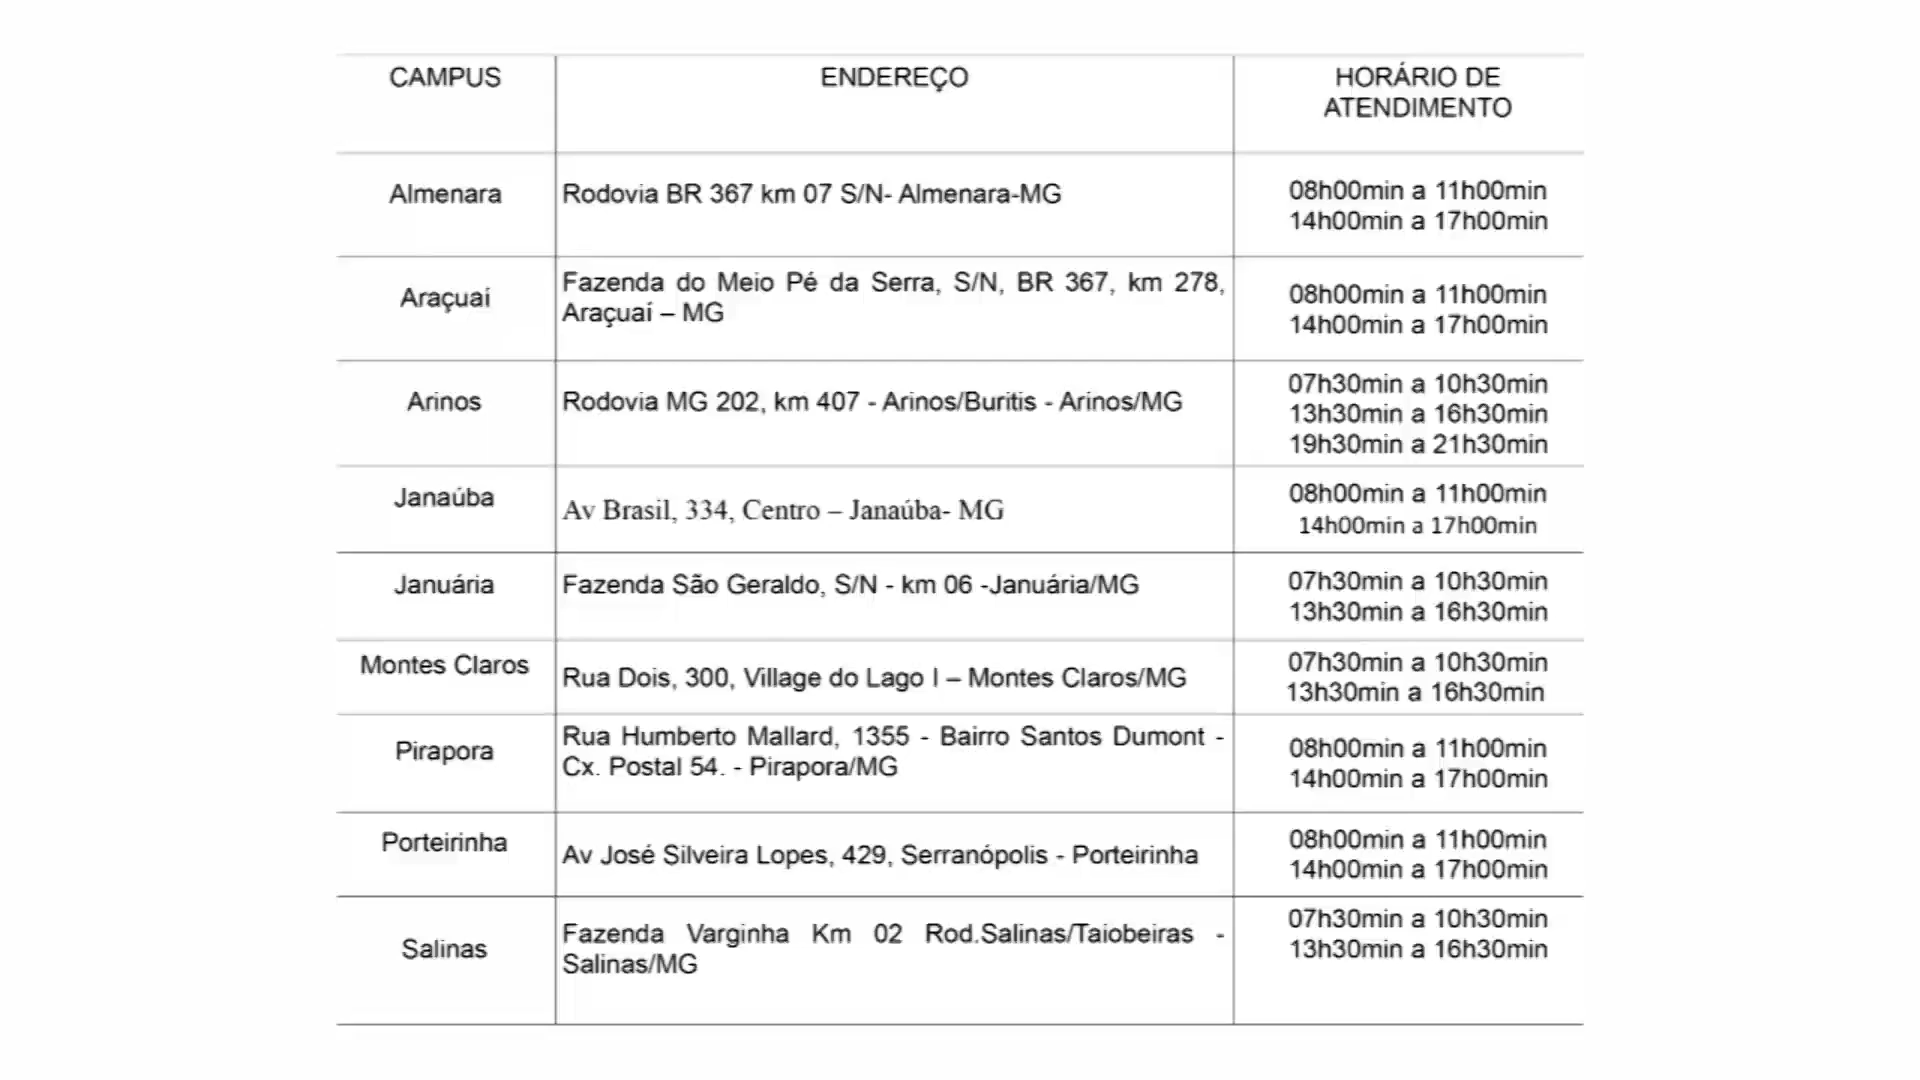 CAMPUS
ENDEREÇO
HORÁRIO DE
ATENDIMENTO
Almenara
Rodovia BR 367 km 07 S/N- Almenara-MG
08h00min a 11h00min
14h00min a 17h00min
Araçuaí
Fazenda do Meio Pé da Serra, S/N, BR 367, km 278,
Araçuaí – MG
08h00min a 11h00min
14h00min a 17h00min
Arinos
Rodovia MG 202, km 407 - Arinos/Buritis - Arinos/MG
07h30min a 10h30min
13h30min a 16h30min
19h30min a 21h30min
Janaúba
Av Brasil, 334, Centro – Janaúba- MG
08h00min a 11h00min
14h00min a 17h00min
Januária
Fazenda São Geraldo, S/N - km 06 -Januária/MG
07h30min a 10h30min
13h30min a 16h30min
Montes Claros
Rua Dois, 300, Village do Lago I – Montes Claros/MG
07h30min a 10h30min
13h30min a 16h30min
Pirapora
Rua Humberto Mallard, 1355 - Bairro Santos Dumont -
Cx. Postal 54. - Pirapora/MG
08h00min a 11h00min
14h00min a 17h00min
Porteirinha
Av José Silveira Lopes, 429, Serranópolis - Porteirinha
08h00min a 11h00min
14h00min a 17h00min
Salinas
Fazenda Varginha Km 02 Rod.Salinas/Taiobeiras -
Salinas/MG
07h30min a 10h30min
13h30min a 16h30min